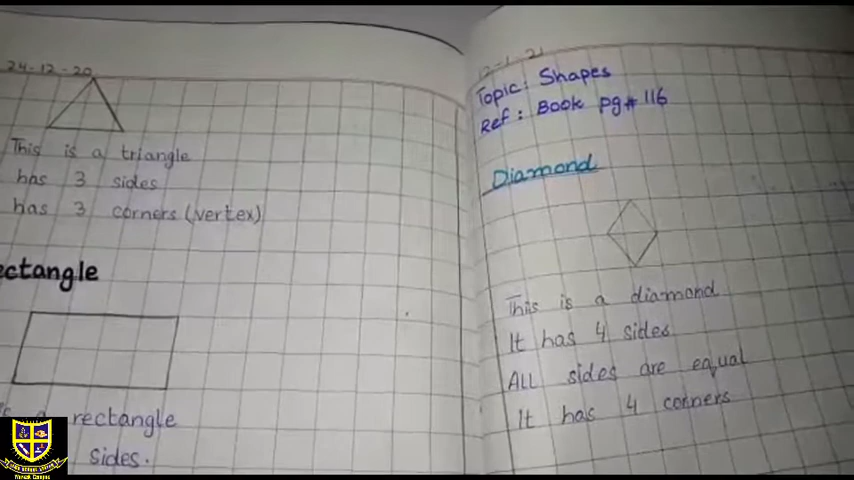 24-12-20
This is a triangle
has 3 sides
has 3 corners (vertex)
ectangle
a rectangle
sides.
Topic: Shapes
Ref: Book pg# 116
Diamond
This is a diamond
It has 4 sides
ALL sides are equal
It has 4 corners